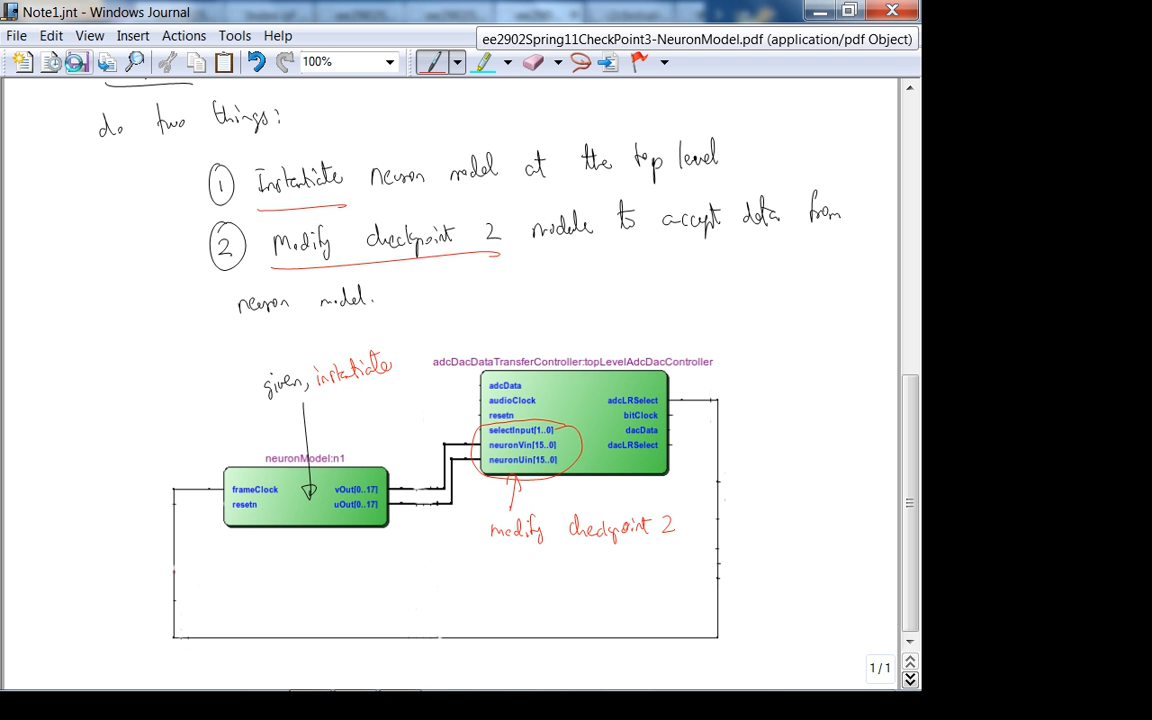 Note1.jnt - Windows Journal
File Edit View Insert Actions Tools Help
ee2902Spring11CheckPoint3-NeuronModel.pdf (application/pdf Object)
100%
do two things:
1 Instantiate neuron model at the top level
2 Modify checkpoint 2 module to accept data from
neuron model.
given, instantiate
adcDacDataTransferController:topLevelAdcDacController
adcData
audioClock adcLRSelect
resetn bitClock
selectInput[1..0] dacData
neuronVin[15..0] dacLRSelect
neuronUin[15..0]
neuronModel:n1
frameClock vOut[0..17]
resetn uOut[0..17]
modify checkpoint 2
1/1